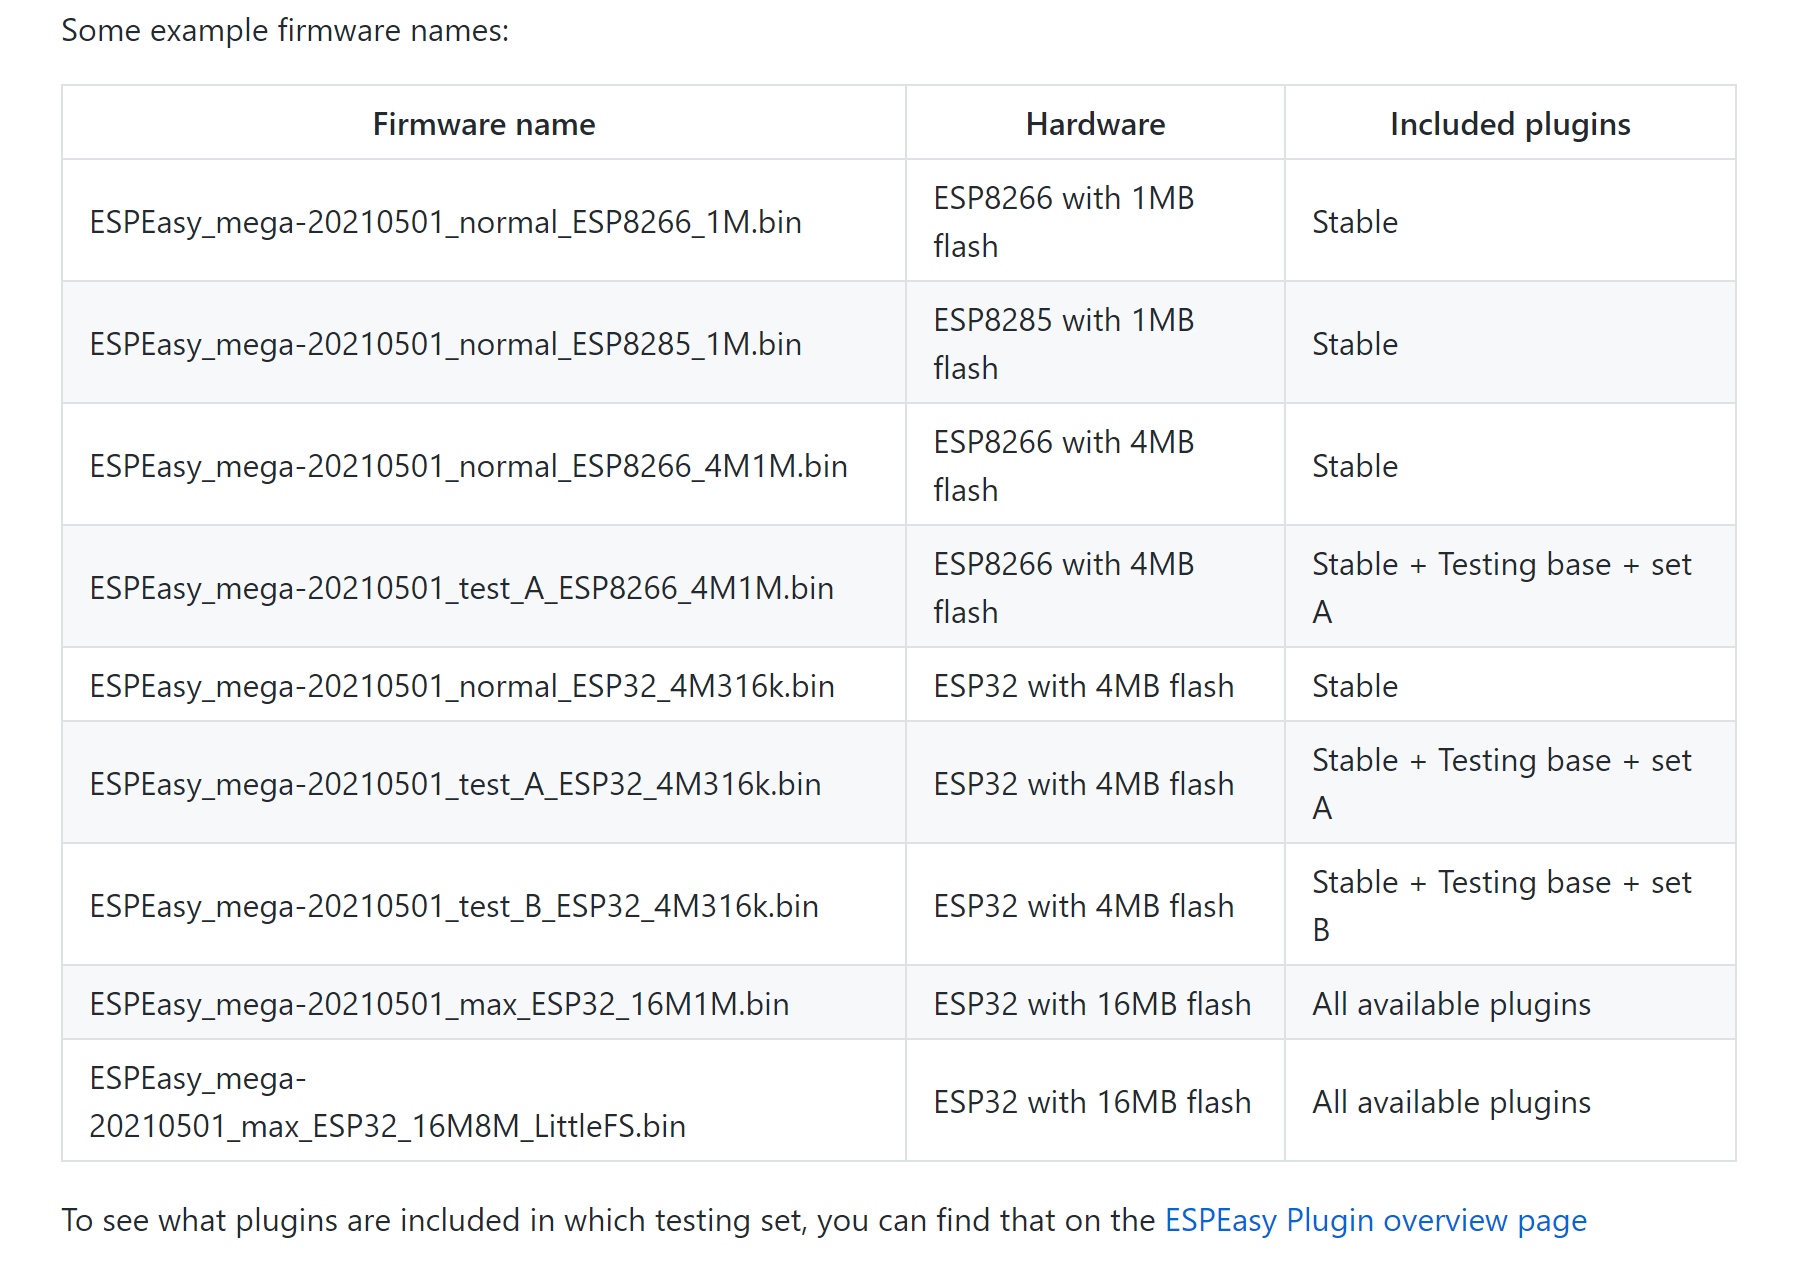 Some example firmware names:
Firmware name Hardware Included plugins
ESPEasy_mega-20210501_normal_ESP8266_1M.bin ESP8266 with 1MB flash Stable
ESPEasy_mega-20210501_normal_ESP8285_1M.bin ESP8285 with 1MB flash Stable
ESPEasy_mega-20210501_normal_ESP8266_4M1M.bin ESP8266 with 4MB flash Stable
ESPEasy_mega-20210501_test_A_ESP8266_4M1M.bin ESP8266 with 4MB flash Stable + Testing base + set A
ESPEasy_mega-20210501_normal_ESP32_4M316k.bin ESP32 with 4MB flash Stable
ESPEasy_mega-20210501_test_A_ESP32_4M316k.bin ESP32 with 4MB flash Stable + Testing base + set A
ESPEasy_mega-20210501_test_B_ESP32_4M316k.bin ESP32 with 4MB flash Stable + Testing base + set B
ESPEasy_mega-20210501_max_ESP32_16M1M.bin ESP32 with 16MB flash All available plugins
ESPEasy_mega-20210501_max_ESP32_16M8M_LittleFS.bin ESP32 with 16MB flash All available plugins
To see what plugins are included in which testing set, you can find that on the ESPEasy Plugin overview page